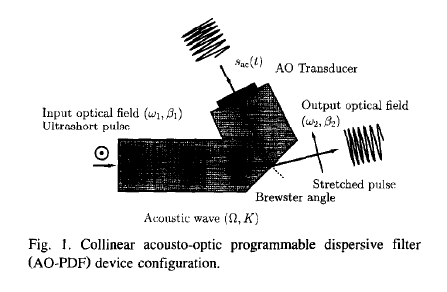 s_ac(t)
AO Transducer
Input optical field (ω₁, β₁)
Ultrashort pulse
Output optical field
(ω₂, β₂)
Stretched pulse
Brewster angle
Acoustic wave (Ω, K)
Fig. 1. Collinear acousto-optic programmable dispersive filter
(AO-PDF) device configuration.